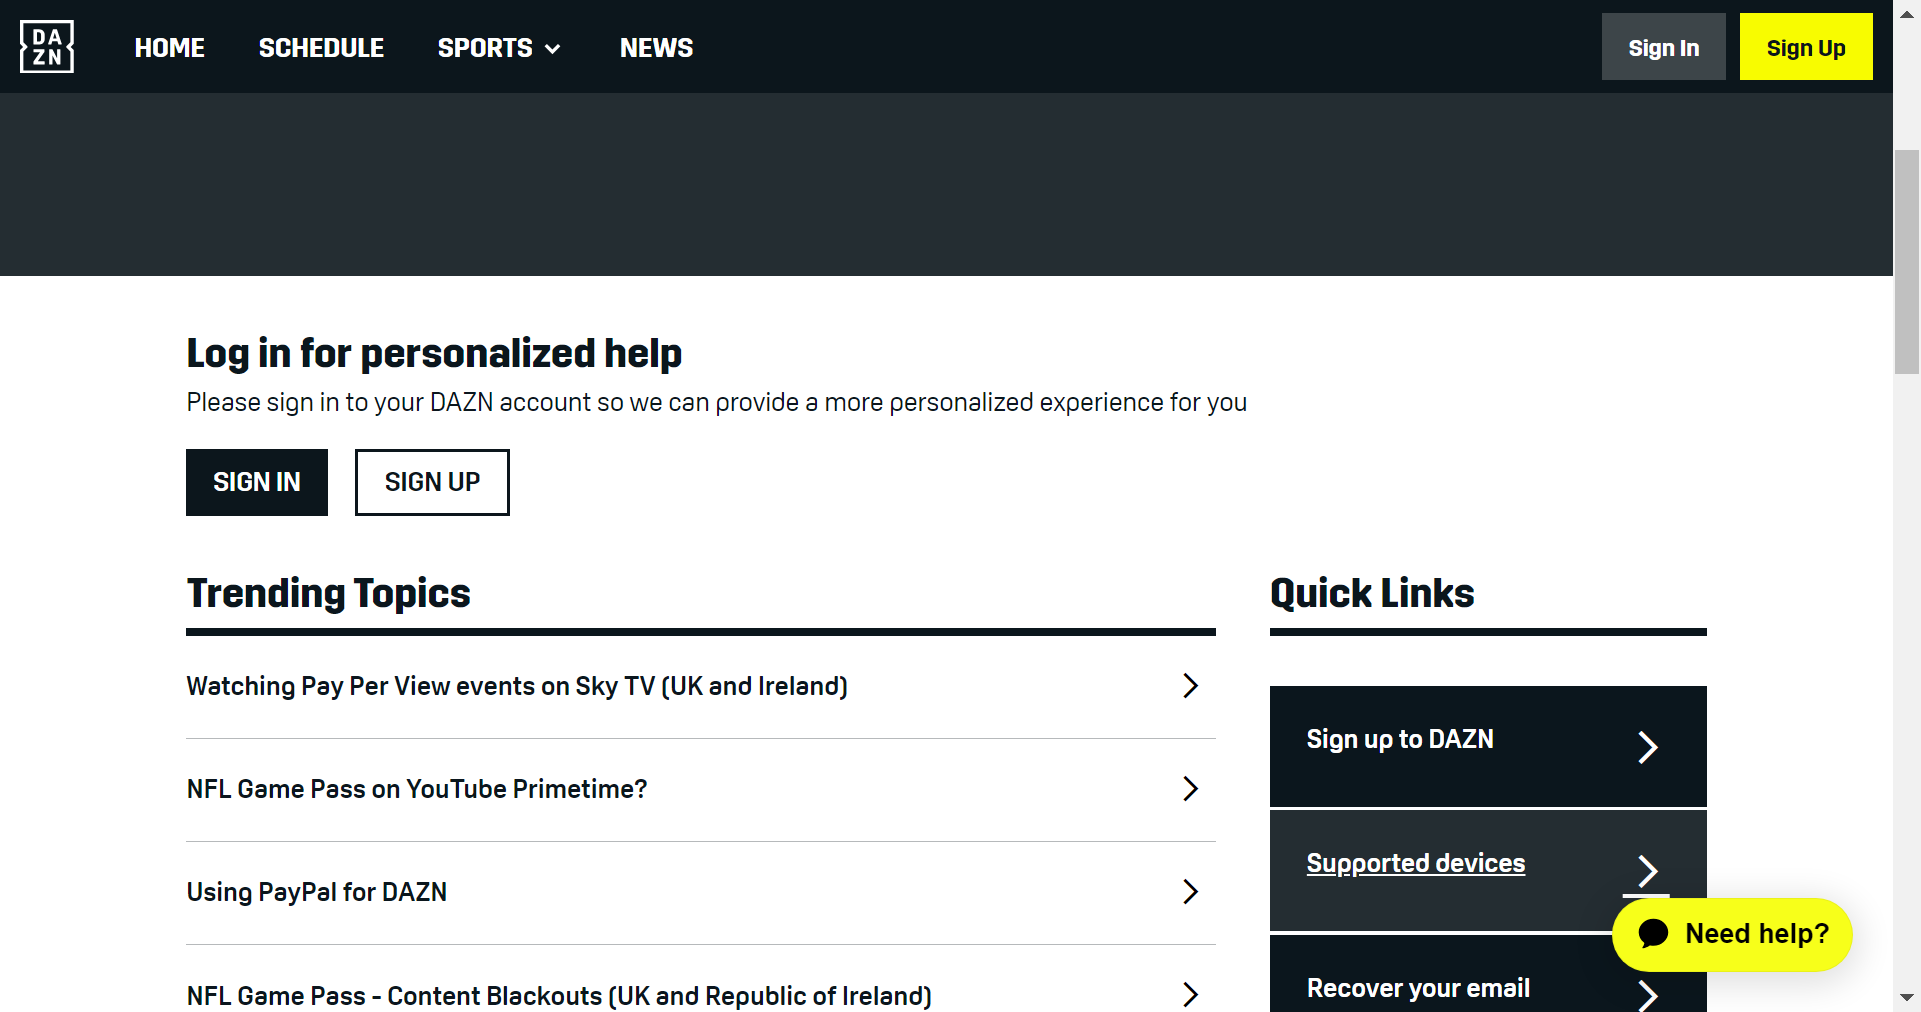 DAZN
HOME
SCHEDULE
SPORTS
NEWS
Sign In
Sign Up
Log in for personalized help
Please sign in to your DAZN account so we can provide a more personalized experience for you
SIGN IN
SIGN UP
Trending Topics
Watching Pay Per View events on Sky TV (UK and Ireland)
NFL Game Pass on YouTube Primetime?
Using PayPal for DAZN
NFL Game Pass - Content Blackouts (UK and Republic of Ireland)
Quick Links
Sign up to DAZN
Supported devices
Recover your email
Need help?